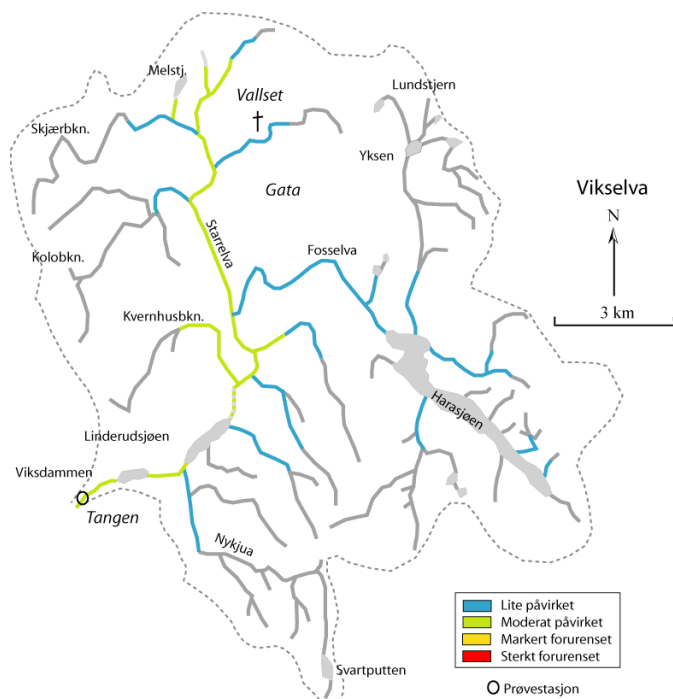 Melstj.
Lundstjern
Vallset
Skjærbkn.
Yksen
Vikselva
Gata
N
Starrelva
Fosselva
Kolobkn.
3 km
Kvernhusbkn.
Harasjøen
Linderudsjøen
Viksdammen
Tangen
Nykjua
Lite påvirket
Moderat påvirket
Markert forurenset
Sterkt forurenset
Svartputten
Prøvestasjon